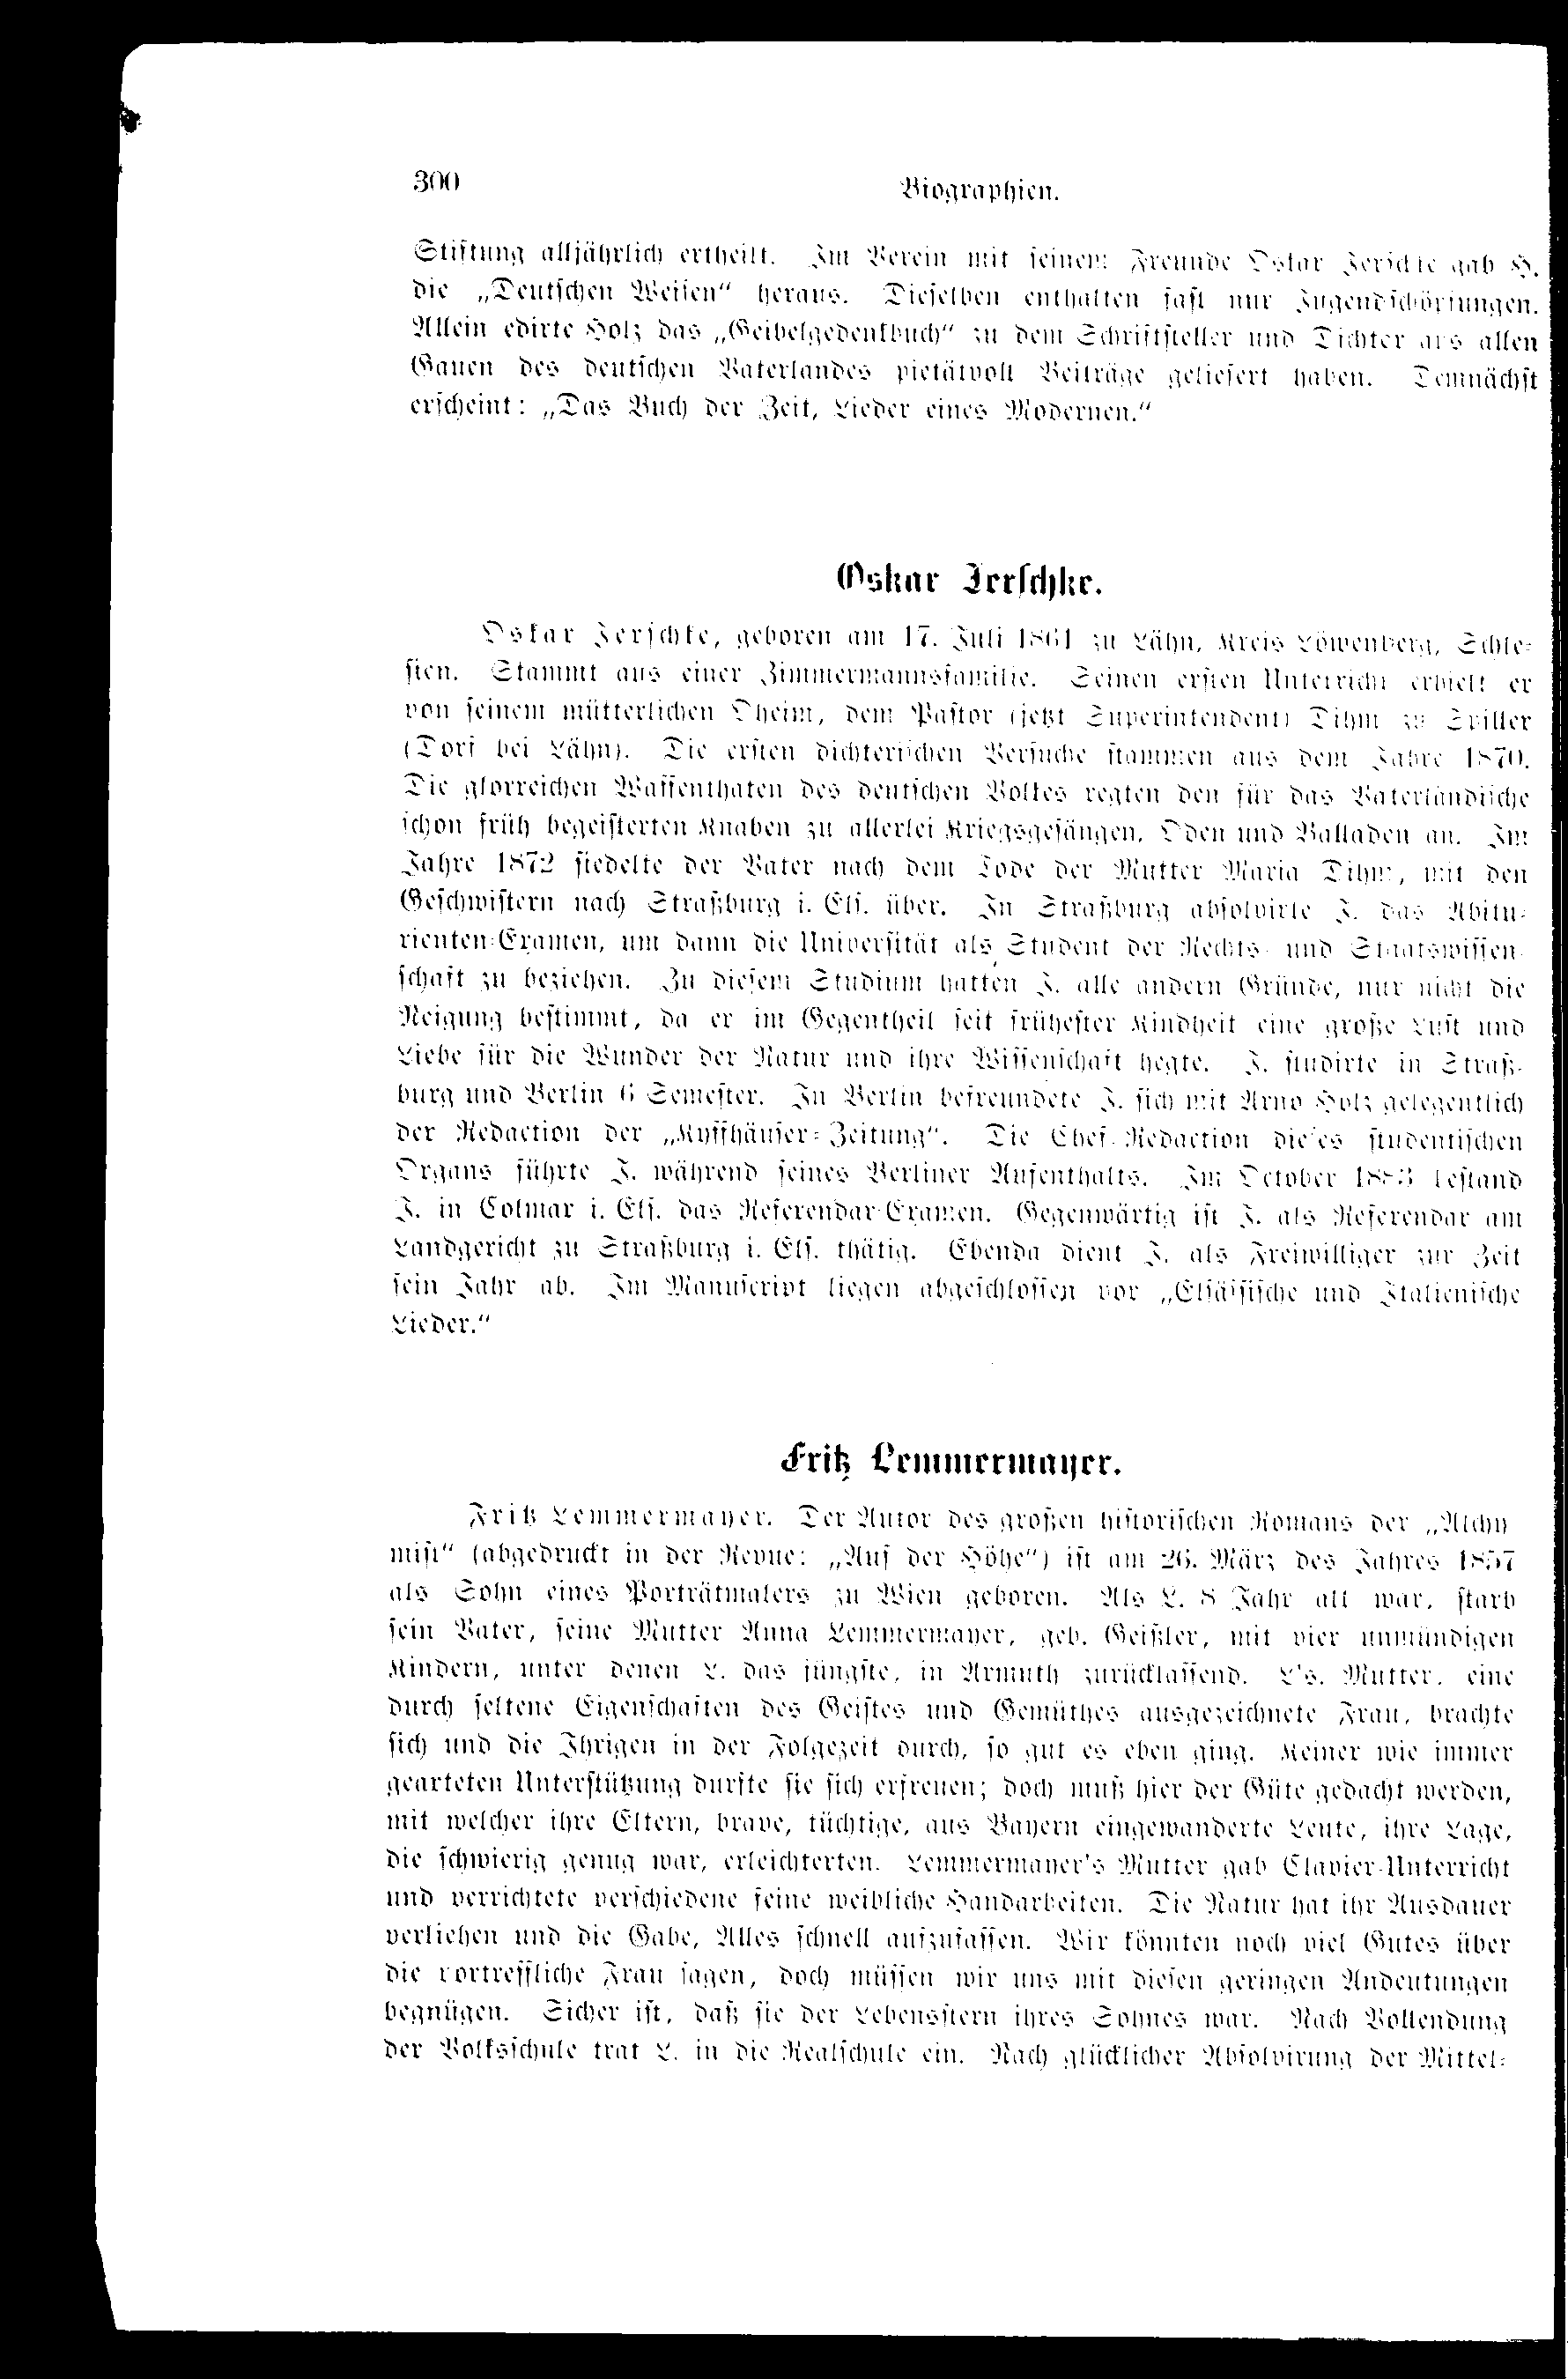 300
Biographien.
Stiftung alljährlich ertheilt. Im Verein mit seinem Freunde Oskar Jerschke gab H.
die „Deutschen Weisen“ heraus. Dieselben enthalten fast nur Jugendschöpfungen.
Allein edirte Holz das „Geibelgedenkbuch“ zu dem Schriftsteller und Dichter aus allen
Gauen des deutschen Vaterlandes pietätvoll Beiträge geliefert haben. Demnächst
erscheint: „Das Buch der Zeit, Lieder eines Modernen.“
Oskar Jerschke.
Oskar Jerschke, geboren am 17. Juli 1861 zu Lähn, Kreis Löwenberg, Schle-
sien. Stammt aus einer Zimmermannsfamilie. Seinen ersten Unterricht erhielt er
von seinem mütterlichen Oheim, dem Pastor (jetzt Superintendent) Dihm zu Spiller
(Dorf bei Lähn). Die ersten dichterischen Versuche stammen aus dem Jahre 1870.
Die glorreichen Waffenthaten des deutschen Volkes regten den für das Vaterländische
schon früh begeisterten Knaben zu allerlei Kriegsgesängen, Oden und Balladen an. Im
Jahre 1872 siedelte der Vater nach dem Tode der Mutter Maria Dihm, mit den
Geschwistern nach Straßburg i. Els. über. In Straßburg absolvirte J. das Abitu-
rienten-Examen, um dann die Universität als Student der Rechts- und Staatswissen-
schaft zu beziehen. Zu diesem Studium hatten J. alle andern Gründe, nur nicht die
Neigung bestimmt, da er im Gegentheil seit frühester Kindheit eine große Lust und
Liebe für die Wunder der Natur und ihre Wissenschaft hegte. J. studirte in Straß-
burg und Berlin 6 Semester. In Berlin befreundete J. sich mit Arno Holz gelegentlich
der Redaction der „Kyffhäuser-Zeitung“. Die Chef-Redaction dieses studentischen
Organs führte J. während seines Berliner Aufenthalts. Im October 1883 bestand
J. in Colmar i. Els. das Referendar-Examen. Gegenwärtig ist J. als Referendar am
Landgericht zu Straßburg i. Els. thätig. Ebenda dient J. als Freiwilliger zur Zeit
sein Jahr ab. Im Manuscript liegen abgeschlossen vor „Elsässische und Italienische
Lieder.“
Fritz Lemmermayer.
Fritz Lemmermayer. Der Autor des großen historischen Romans der „Alchy
mist“ (abgedruckt in der Revue: „Auf der Höhe“) ist am 26. März des Jahres 1857
als Sohn eines Porträtmalers zu Wien geboren. Als L. 8 Jahr alt war, starb
sein Vater, seine Mutter Anna Lemmermayer, geb. Geißler, mit vier unmündigen
Kindern, unter denen L. das jüngste, in Armuth zurücklassend. L's. Mutter, eine
durch seltene Eigenschaften des Geistes und Gemüthes ausgezeichnete Frau, brachte
sich und die Ihrigen in der Folgezeit durch, so gut es eben ging. Keiner wie immer
gearteten Unterstützung durfte sie sich erfreuen; doch muß hier der Güte gedacht werden,
mit welcher ihre Eltern, brave, tüchtige, aus Bayern eingewanderte Leute, ihre Lage,
die schwierig genug war, erleichterten. Lemmermayer's Mutter gab Clavier-Unterricht
und verrichtete verschiedene feine weibliche Handarbeiten. Die Natur hat ihr Ausdauer
verliehen und die Gabe, Alles schnell aufzufassen. Wir könnten noch viel Gutes über
die vortreffliche Frau sagen, doch müssen wir uns mit diesen geringen Andeutungen
begnügen. Sicher ist, daß sie der Lebensstern ihres Sohnes war. Nach Vollendung
der Volksschule trat L. in die Realschule ein. Nach glücklicher Absolvirung der Mittel-